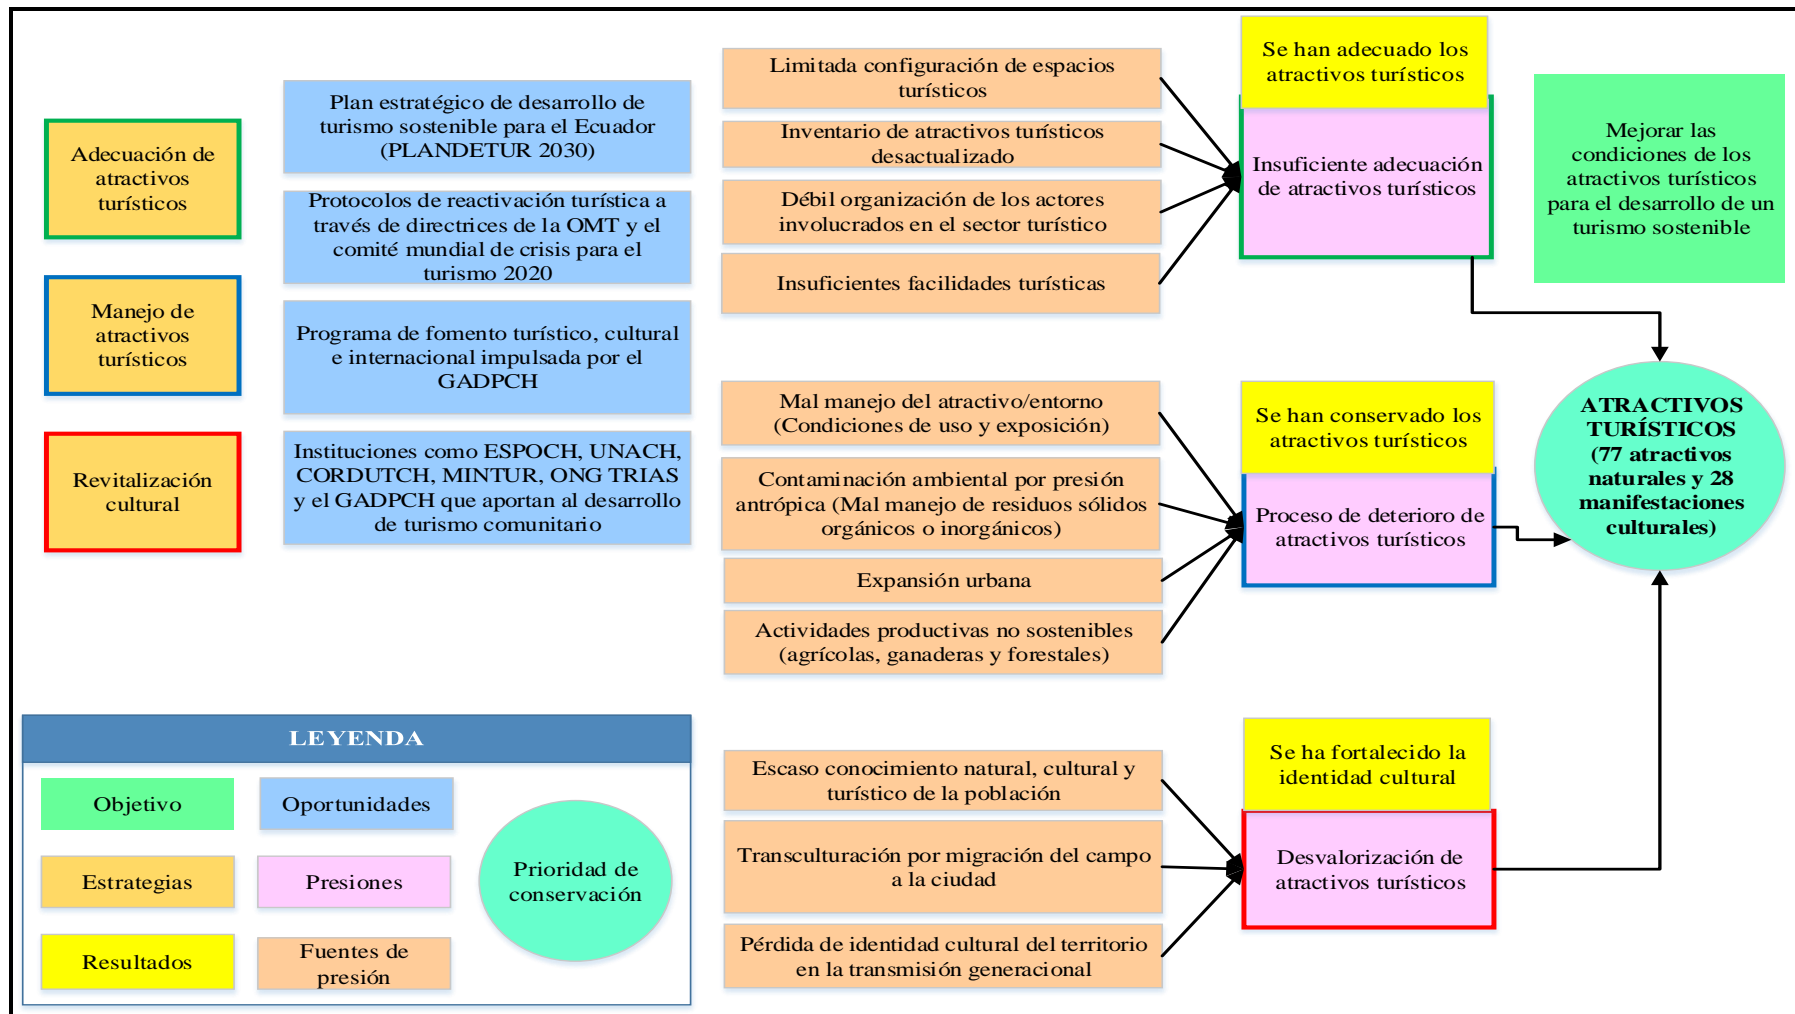 Adecuación de
atractivos
turísticos
Manejo de
atractivos
turísticos
Revitalización
cultural
Plan estratégico de desarrollo de
turismo sostenible para el Ecuador
(PLANDETUR 2030)
Protocolos de reactivación turística a
través de directrices de la OMT y el
comité mundial de crisis para el
turismo 2020
Programa de fomento turístico, cultural
e internacional impulsada por el
GADPCH
Instituciones como ESPOCH, UNACH,
CORDUTCH, MINTUR, ONG TRIAS
y el GADPCH que aportan al desarrollo
de turismo comunitario
Limitada configuración de espacios
turísticos
Inventario de atractivos turísticos
desactualizado
Débil organización de los actores
involucrados en el sector turístico
Insuficientes facilidades turísticas
Se han adecuado los
atractivos turísticos
Insuficiente adecuación
de atractivos turísticos
Mejorar las
condiciones de los
atractivos turísticos
para el desarrollo de un
turismo sostenible
Mal manejo del atractivo/entorno
(Condiciones de uso y exposición)
Contaminación ambiental por presión
antrópica (Mal manejo de residuos sólidos
orgánicos o inorgánicos)
Expansión urbana
Actividades productivas no sostenibles
(agrícolas, ganaderas y forestales)
Se han conservado los
atractivos turísticos
Proceso de deterioro de
atractivos turísticos
ATRACTIVOS
TURÍSTICOS
(77 atractivos
naturales y 28
manifestaciones
culturales)
Escaso conocimiento natural, cultural y
turístico de la población
Transculturación por migración del campo
a la ciudad
Pérdida de identidad cultural del territorio
en la transmisión generacional
Se ha fortalecido la
identidad cultural
Desvalorización de
atractivos turísticos
LEYENDA
Objetivo
Oportunidades
Estrategias
Presiones
Resultados
Fuentes de
presión
Prioridad de
conservación